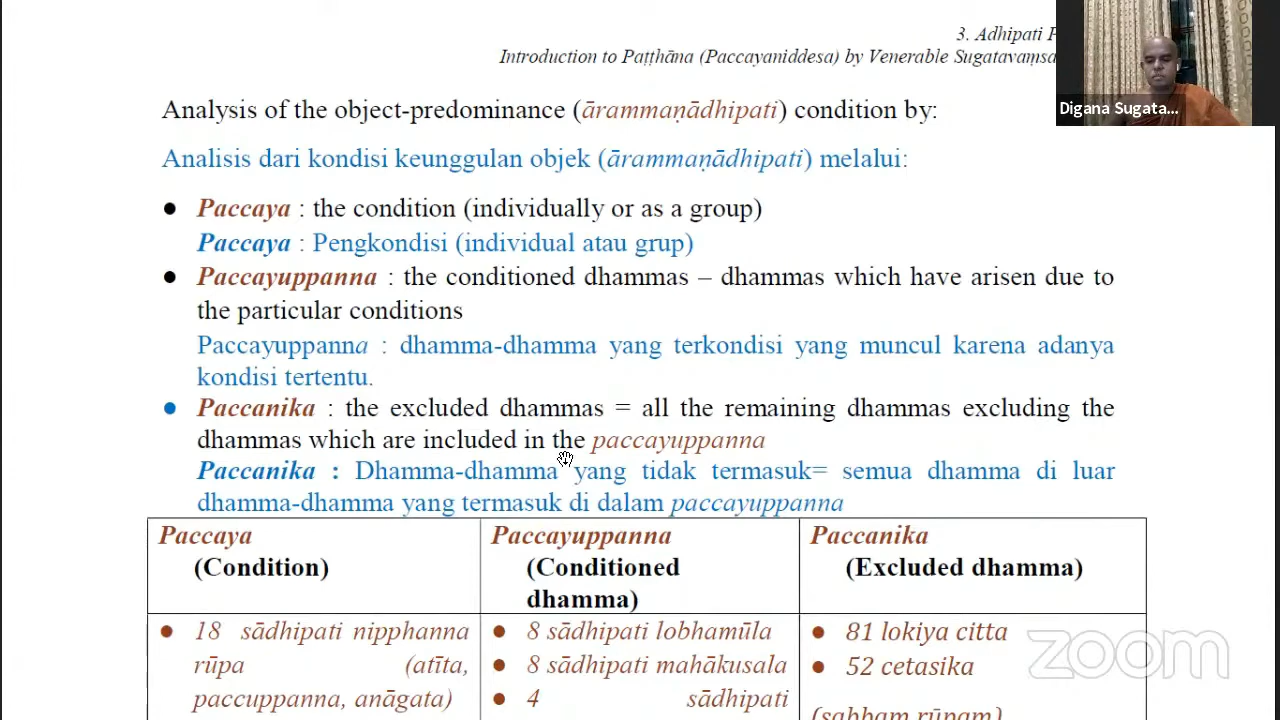 3. Adhipati P
Introduction to Paṭṭhāna (Paccayaniddesa) by Venerable Sugatavaṃsa
Digana Sugata...
Analysis of the object-predominance (ārammaṇādhipati) condition by:
Analisis dari kondisi keunggulan objek (ārammaṇādhipati) melalui:
● Paccaya : the condition (individually or as a group)
Paccaya : Pengkondisi (individual atau grup)
● Paccayuppanna : the conditioned dhammas – dhammas which have arisen due to
the particular conditions
Paccayuppanna : dhamma-dhamma yang terkondisi yang muncul karena adanya
kondisi tertentu.
● Paccanika : the excluded dhammas = all the remaining dhammas excluding the
dhammas which are included in the paccayuppanna
Paccanika : Dhamma-dhamma yang tidak termasuk= semua dhamma di luar
dhamma-dhamma yang termasuk di dalam paccayuppanna
Paccaya
(Condition)
Paccayuppanna
(Conditioned
dhamma)
Paccanika
(Excluded dhamma)
● 18 sādhipati nipphanna
rūpa (atīta,
paccuppanna, anāgata)
● 8 sādhipati lobhamūla
● 8 sādhipati mahākusala
● 4 sādhipati
● 81 lokiya citta
● 52 cetasika
(sabbaṃ rūpaṃ)
zoom